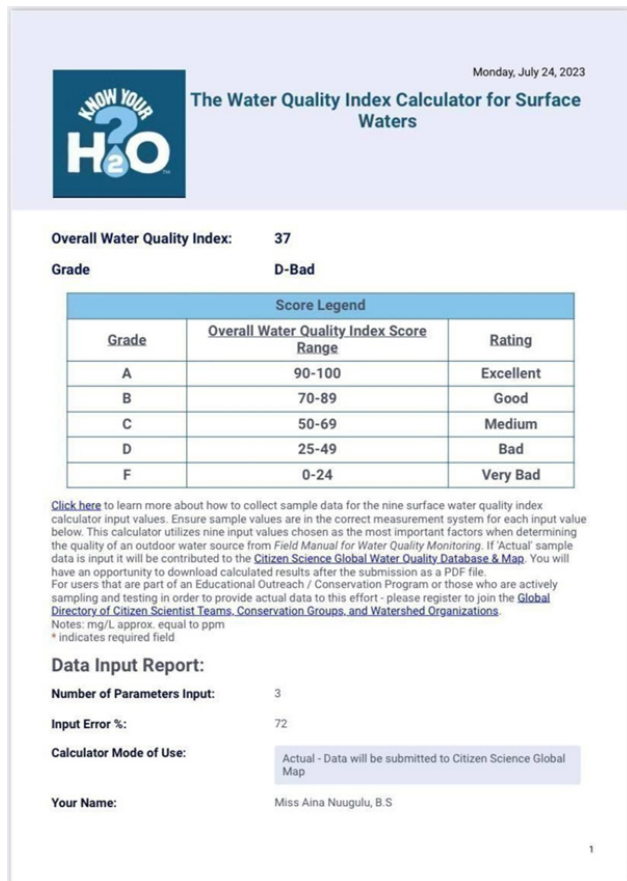 Monday, July 24, 2023
KNOW YOUR
?
H2O
TM
The Water Quality Index Calculator for Surface
Waters
Overall Water Quality Index: 37
Grade D-Bad
Score Legend
Grade Overall Water Quality Index Score Range Rating
A 90-100 Excellent
B 70-89 Good
C 50-69 Medium
D 25-49 Bad
F 0-24 Very Bad
Click here to learn more about how to collect sample data for the nine surface water quality index
calculator input values. Ensure sample values are in the correct measurement system for each input value
below. This calculator utilizes nine input values chosen as the most important factors when determining
the quality of an outdoor water source from Field Manual for Water Quality Monitoring. If 'Actual' sample
data is input it will be contributed to the Citizen Science Global Water Quality Database & Map. You will
have an opportunity to download calculated results after the submission as a PDF file.
For users that are part of an Educational Outreach / Conservation Program or those who are actively
sampling and testing in order to provide actual data to this effort - please register to join the Global
Directory of Citizen Scientist Teams, Conservation Groups, and Watershed Organizations.
Notes: mg/L approx. equal to ppm
* indicates required field
Data Input Report:
Number of Parameters Input: 3
Input Error %: 72
Calculator Mode of Use: Actual - Data will be submitted to Citizen Science Global
Map
Your Name: Miss Aina Nuugulu, B.S
1